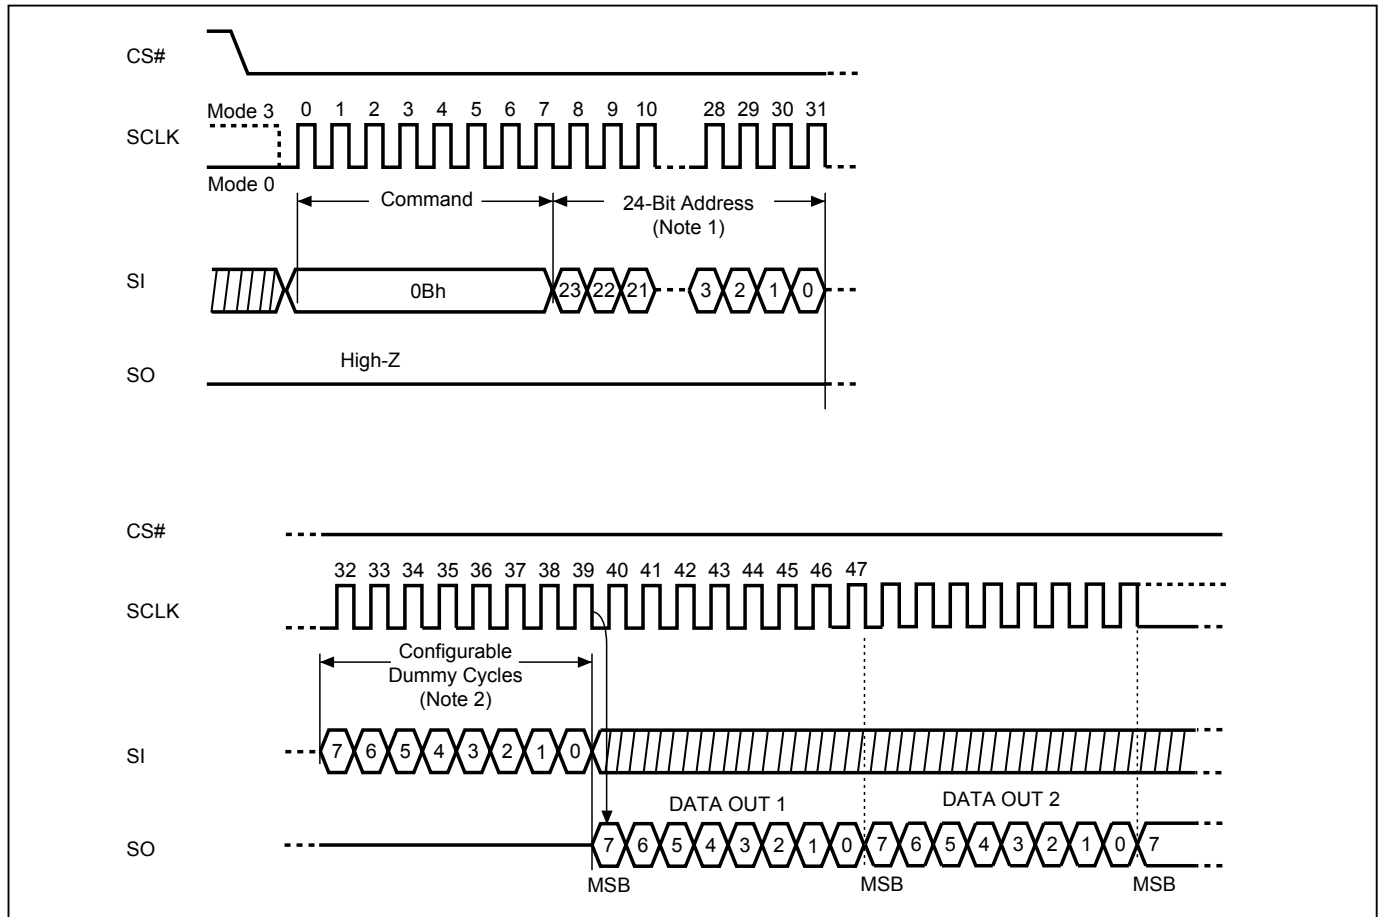 CS#
Mode 3 0 1 2 3 4 5 6 7 8 9 10 28 29 30 31
SCLK
Mode 0
Command
24-Bit Address
(Note 1)
SI
0Bh 23 22 21 3 2 1 0
High-Z
SO
CS#
32 33 34 35 36 37 38 39 40 41 42 43 44 45 46 47
SCLK
Configurable
Dummy Cycles
(Note 2)
SI
7 6 5 4 3 2 1 0
DATA OUT 1 DATA OUT 2
SO
7 6 5 4 3 2 1 0 7 6 5 4 3 2 1 0 7
MSB MSB MSB